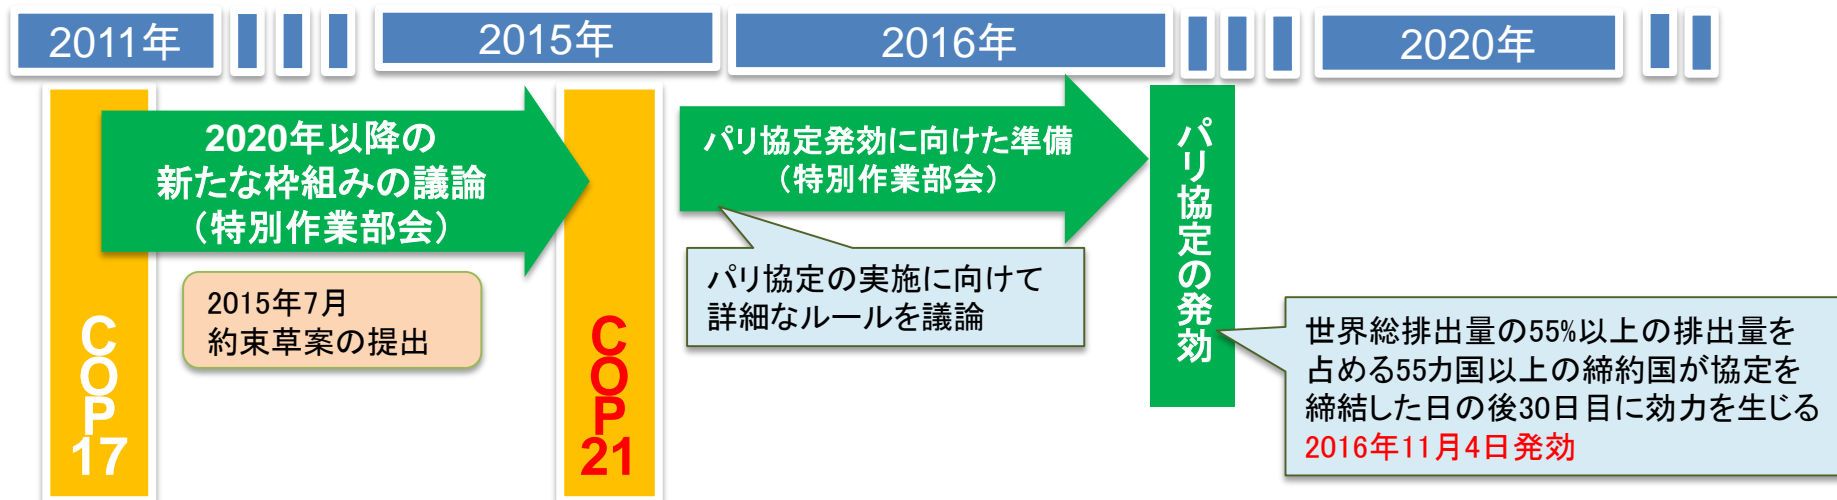 2011年
2015年
2016年
2020年
COP17
2020年以降の
新たな枠組みの議論
（特別作業部会）
2015年7月
約束草案の提出
COP21
パリ協定発効に向けた準備
（特別作業部会）
パリ協定の実施に向けて
詳細なルールを議論
パリ協定の発効
世界総排出量の55%以上の排出量を
占める55カ国以上の締約国が協定を
締結した日の後30日目に効力を生じる
2016年11月4日発効